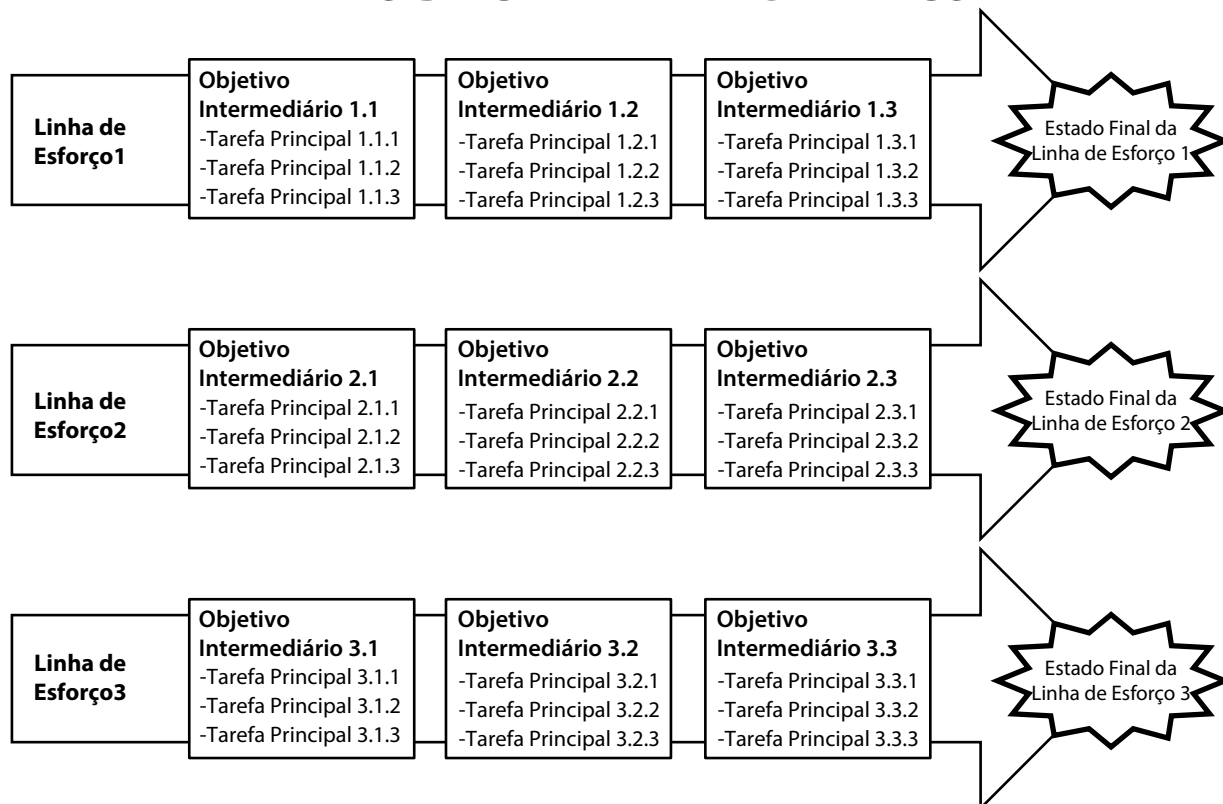 Linha de
Esforço1
Objetivo
Intermediário 1.1
-Tarefa Principal 1.1.1
-Tarefa Principal 1.1.2
-Tarefa Principal 1.1.3
Objetivo
Intermediário 1.2
-Tarefa Principal 1.2.1
-Tarefa Principal 1.2.2
-Tarefa Principal 1.2.3
Objetivo
Intermediário 1.3
-Tarefa Principal 1.3.1
-Tarefa Principal 1.3.2
-Tarefa Principal 1.3.3
Estado Final da
Linha de Esforço 1
Linha de
Esforço2
Objetivo
Intermediário 2.1
-Tarefa Principal 2.1.1
-Tarefa Principal 2.1.2
-Tarefa Principal 2.1.3
Objetivo
Intermediário 2.2
-Tarefa Principal 2.2.1
-Tarefa Principal 2.2.2
-Tarefa Principal 2.2.3
Objetivo
Intermediário 2.3
-Tarefa Principal 2.3.1
-Tarefa Principal 2.3.2
-Tarefa Principal 2.3.3
Estado Final da
Linha de Esforço 2
Linha de
Esforço3
Objetivo
Intermediário 3.1
-Tarefa Principal 3.1.1
-Tarefa Principal 3.1.2
-Tarefa Principal 3.1.3
Objetivo
Intermediário 3.2
-Tarefa Principal 3.2.1
-Tarefa Principal 3.2.2
-Tarefa Principal 3.2.3
Objetivo
Intermediário 3.3
-Tarefa Principal 3.3.1
-Tarefa Principal 3.3.2
-Tarefa Principal 3.3.3
Estado Final da
Linha de Esforço 3